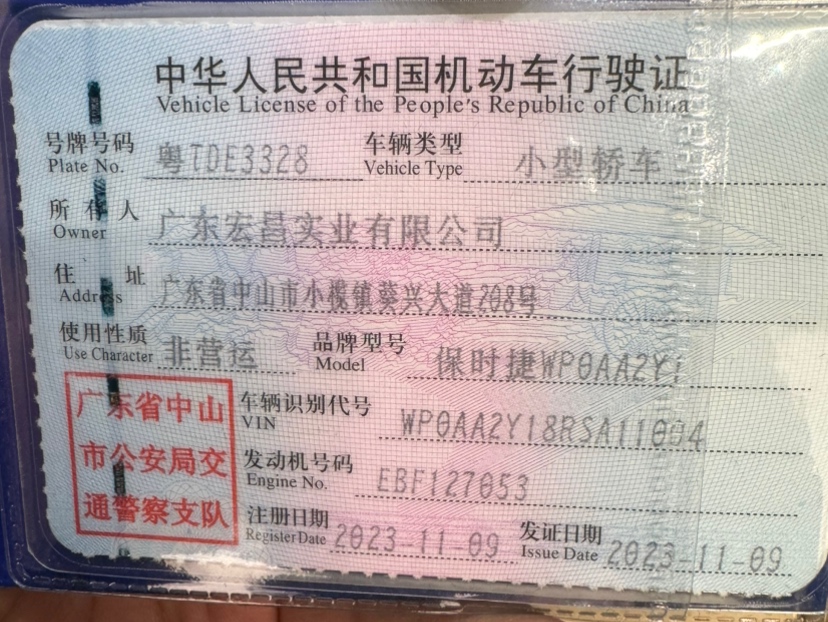 中华人民共和国机动车行驶证
Vehicle License of the People's Republic of China
号牌号码 粤TDE3328 车辆类型 小型轿车
Plate No. Vehicle Type
所有人 广东宏昌实业有限公司
Owner
住址 广东省中山市小榄镇葵兴大道208号
Address
使用性质 非营运 品牌型号 保时捷WP0AA2Y1
Use Character Model
广东省中山
市公安局交
通警察支队
车辆识别代号 WP0AA2Y18RSA11004
VIN
发动机号码 EBF127053
Engine No.
注册日期 2023-11-09 发证日期 2023-11-09
Register Date Issue Date